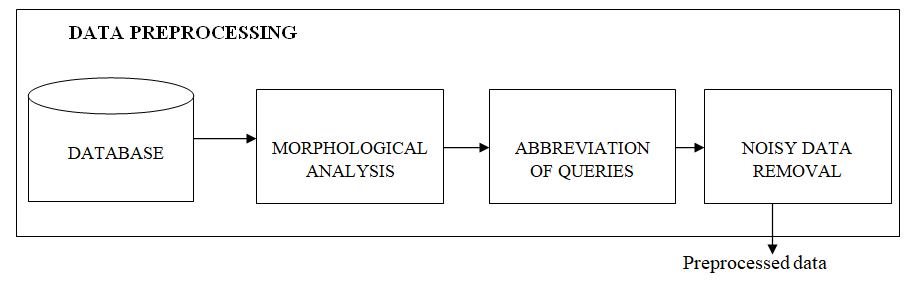 DATA PREPROCESSING
DATABASE
MORPHOLOGICAL
ANALYSIS
ABBREVIATION
OF QUERIES
NOISY DATA
REMOVAL
Preprocessed data